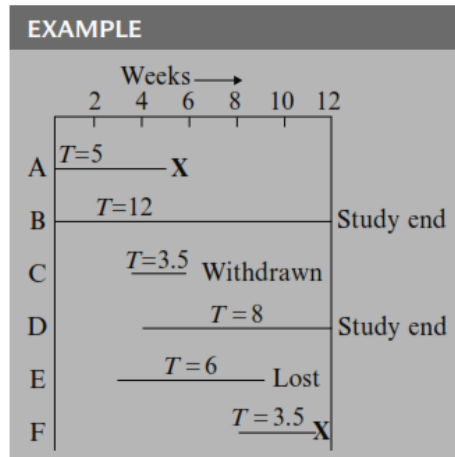 EXAMPLE
Weeks
2 4 6 8 10 12
A T=5 X
B T=12 Study end
C T=3.5 Withdrawn
D T=8 Study end
E T=6 Lost
F T=3.5 X